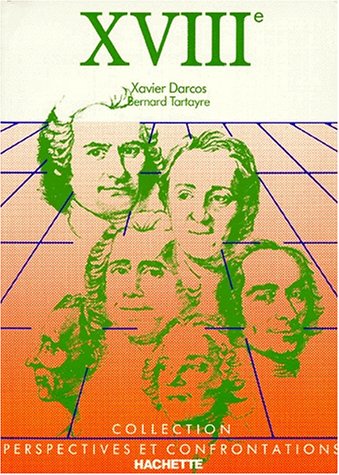 XVIIIe
Xavier Darcos
Bernard Tartayre
COLLECTION
PERSPECTIVES ET CONFRONTATIONS
HACHETTE